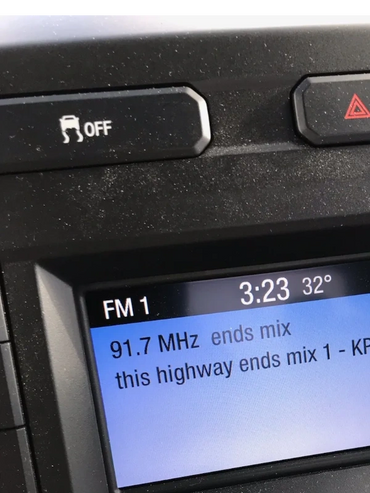 OFF
FM 1 3:23 32°
91.7 MHz ends mix
this highway ends mix 1 - KP